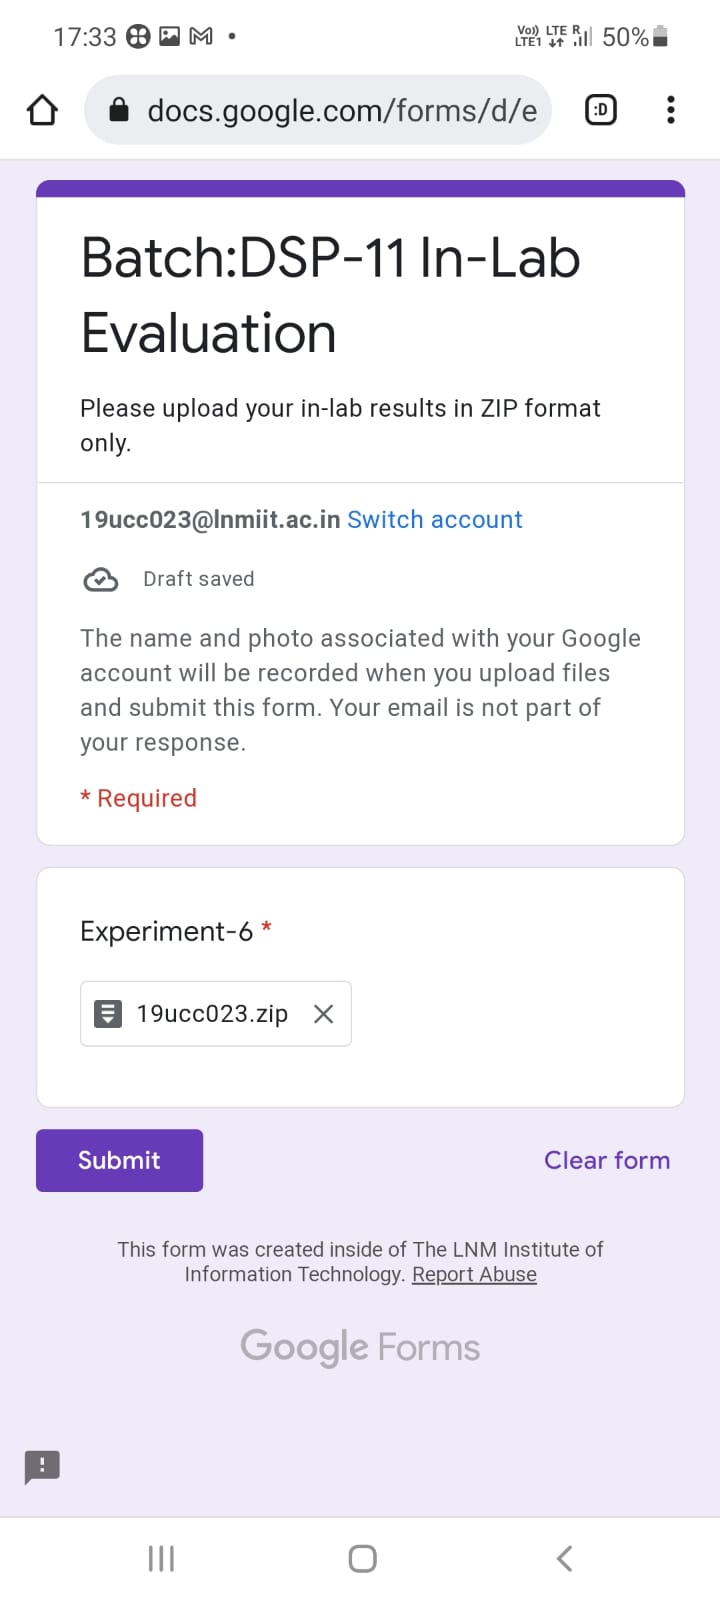 17:33
Vo)) LTE R
LTE1
50%
docs.google.com/forms/d/e
:D
Batch:DSP-11 In-Lab
Evaluation
Please upload your in-lab results in ZIP format
only.
19ucc023@lnmiit.ac.in Switch account
Draft saved
The name and photo associated with your Google
account will be recorded when you upload files
and submit this form. Your email is not part of
your response.
* Required
Experiment-6 *
19ucc023.zip
Submit
Clear form
This form was created inside of The LNM Institute of
Information Technology. Report Abuse
Google Forms